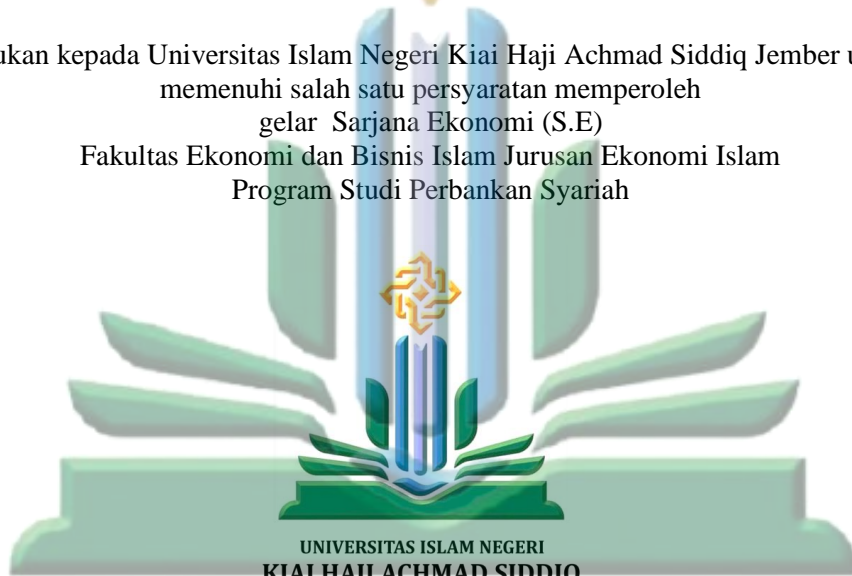 kepada Universitas Islam Negeri Kiai Haji Achmad Siddiq Jember
memenuhi salah satu persyaratan memperoleh
gelar Sarjana Ekonomi (S.E)
Fakultas Ekonomi dan Bisnis Islam Jurusan Ekonomi Islam
Program Studi Perbankan Syariah
UNIVERSITAS ISLAM NEGERI
KIAI HAJI ACHMAD SIDDIQ